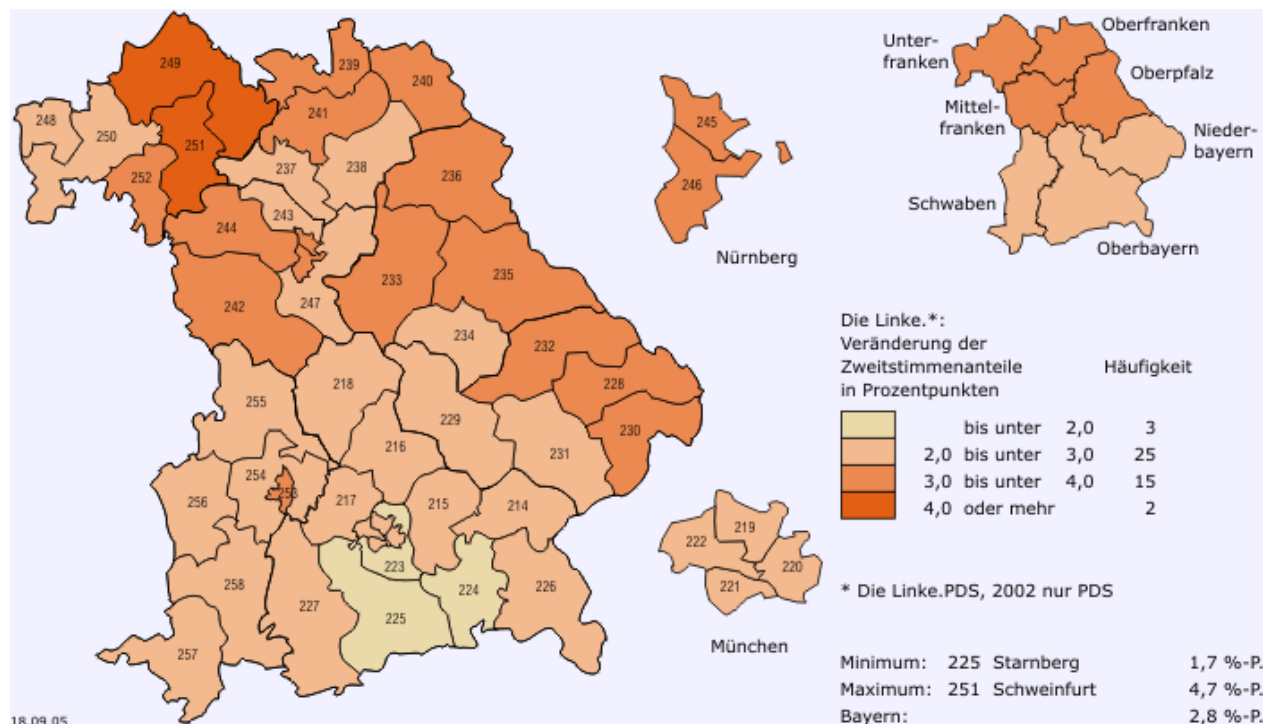 249
239
240
248
250
241
251
237
238
252
236
243
244
242
247
233
235
234
232
228
218
255
229
230
216
231
254
253
256
217
215
214
223
258
227
225
224
226
257
18.09.05
245
246
Nürnberg
219
222
220
221
München
Oberfranken
Unter-
franken
Oberpfalz
Mittel-
franken
Nieder-
bayern
Schwaben
Oberbayern
Die Linke.*:
Veränderung der
Zweitstimmenanteile Häufigkeit
in Prozentpunkten
bis unter 2,0 3
2,0 bis unter 3,0 25
3,0 bis unter 4,0 15
4,0 oder mehr 2
* Die Linke.PDS, 2002 nur PDS
Minimum: 225 Starnberg 1,7 %-P.
Maximum: 251 Schweinfurt 4,7 %-P.
Bayern: 2,8 %-P.